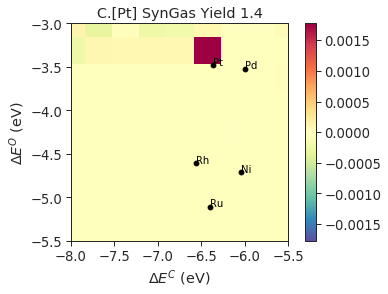 C.[Pt] SynGas Yield 1.4
ΔE^O (eV)
−3.0
−3.5
−4.0
−4.5
−5.0
−5.5
Pt
Pd
Rh
Ni
Ru
−8.0 −7.5 −7.0 −6.5 −6.0 −5.5
ΔE^C (eV)
0.0015
0.0010
0.0005
0.0000
−0.0005
−0.0010
−0.0015